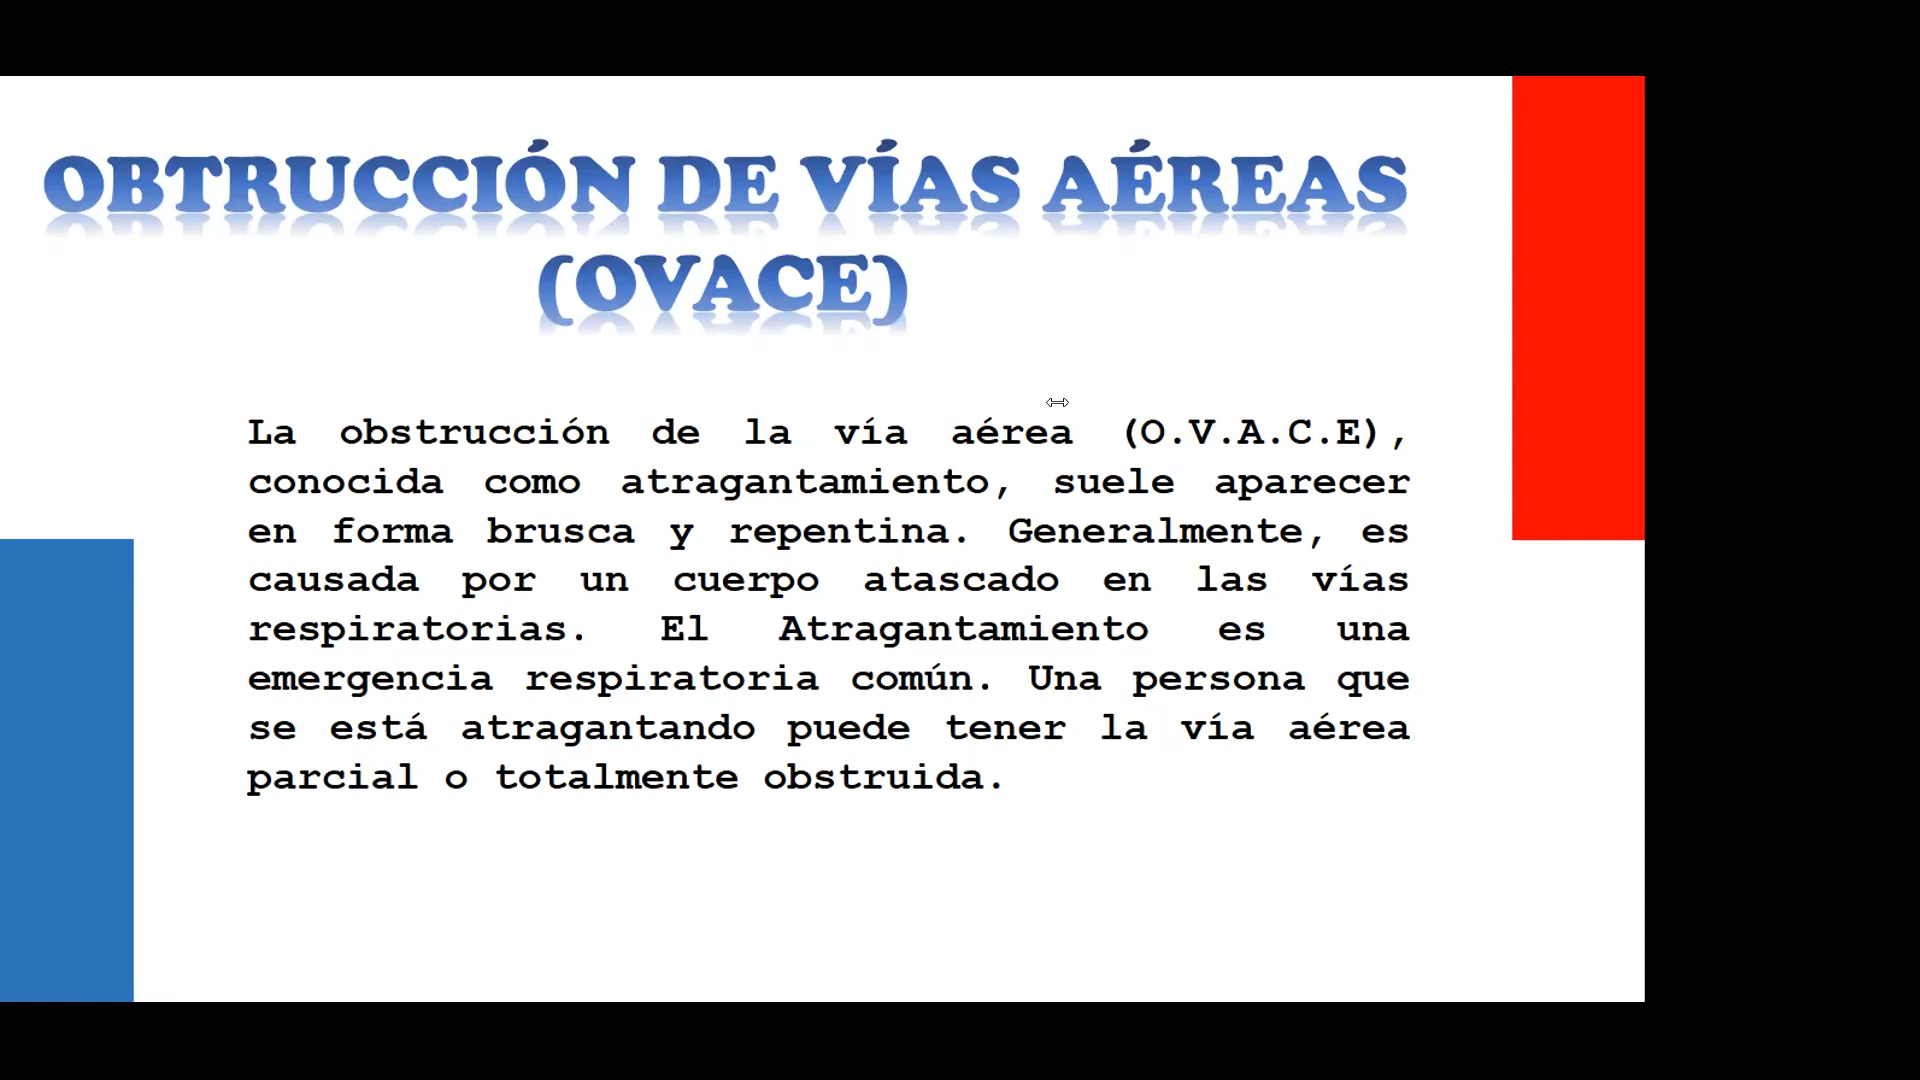 OBTRUCCIÓN DE VÍAS AÉREAS
(OVACE)
La obstrucción de la vía aérea (O.V.A.C.E),
conocida como atragantamiento, suele aparecer
en forma brusca y repentina. Generalmente, es
causada por un cuerpo atascado en las vías
respiratorias. El Atragantamiento es una
emergencia respiratoria común. Una persona que
se está atragantando puede tener la vía aérea
parcial o totalmente obstruida.